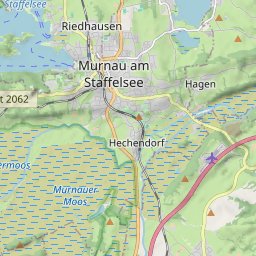 Staffelsee
Riedhausen
Murnau am
Staffelsee
Hagen
t 2062
Hechendorf
ermoos
Murnauer
Moos